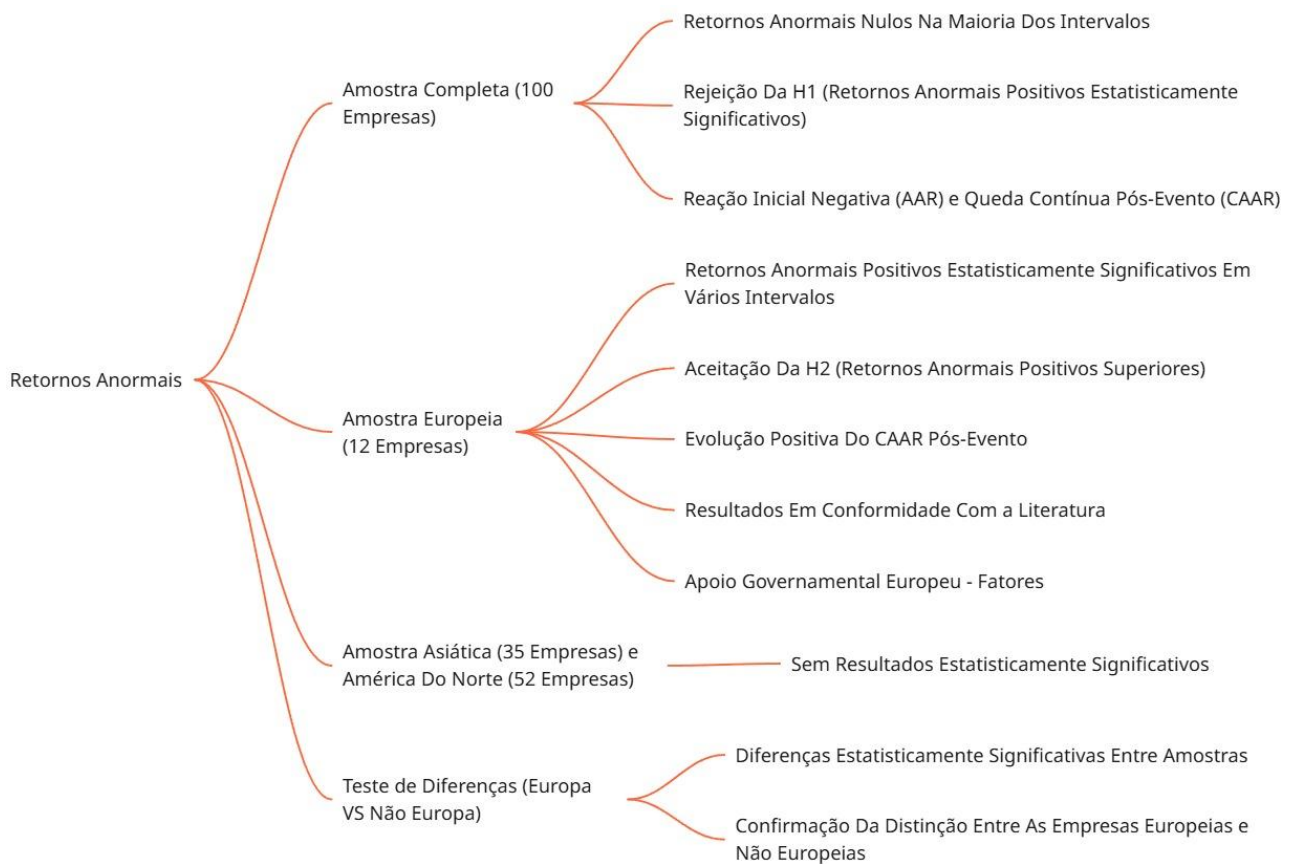 Retornos Anormais
Amostra Completa (100
Empresas)
Retornos Anormais Nulos Na Maioria Dos Intervalos
Rejeição Da H1 (Retornos Anormais Positivos Estatisticamente
Significativos)
Reação Inicial Negativa (AAR) e Queda Contínua Pós-Evento (CAAR)
Amostra Europeia
(12 Empresas)
Retornos Anormais Positivos Estatisticamente Significativos Em
Vários Intervalos
Aceitação Da H2 (Retornos Anormais Positivos Superiores)
Evolução Positiva Do CAAR Pós-Evento
Resultados Em Conformidade Com a Literatura
Apoio Governamental Europeu - Fatores
Amostra Asiática (35 Empresas) e
América Do Norte (52 Empresas)
Sem Resultados Estatisticamente Significativos
Teste de Diferenças (Europa
VS Não Europa)
Diferenças Estatisticamente Significativas Entre Amostras
Confirmação Da Distinção Entre As Empresas Europeias e
Não Europeias